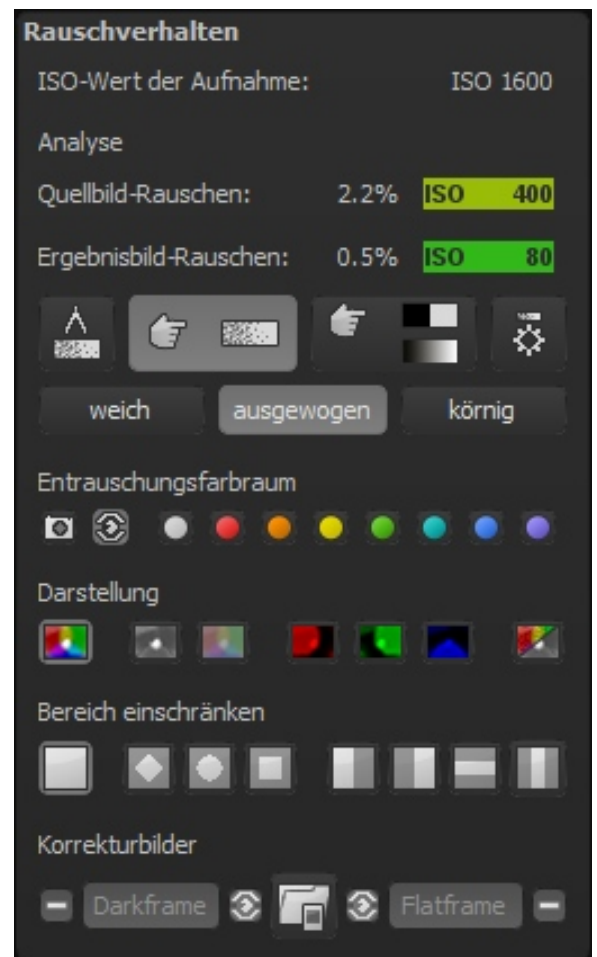 Rauschverhalten
ISO-Wert der Aufnahme: ISO 1600
Analyse
Quellbild-Rauschen: 2.2% ISO 400
Ergebnisbild-Rauschen: 0.5% ISO 80
weich ausgewogen körnig
Entrauschungsfarbraum
Darstellung
Bereich einschränken
Korrekturbilder
Darkframe Flatframe